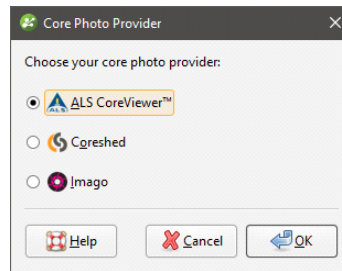 Core Photo Provider
Choose your core photo provider:
ALS CoreViewer™
Coreshed
Imago
Help
Cancel
OK